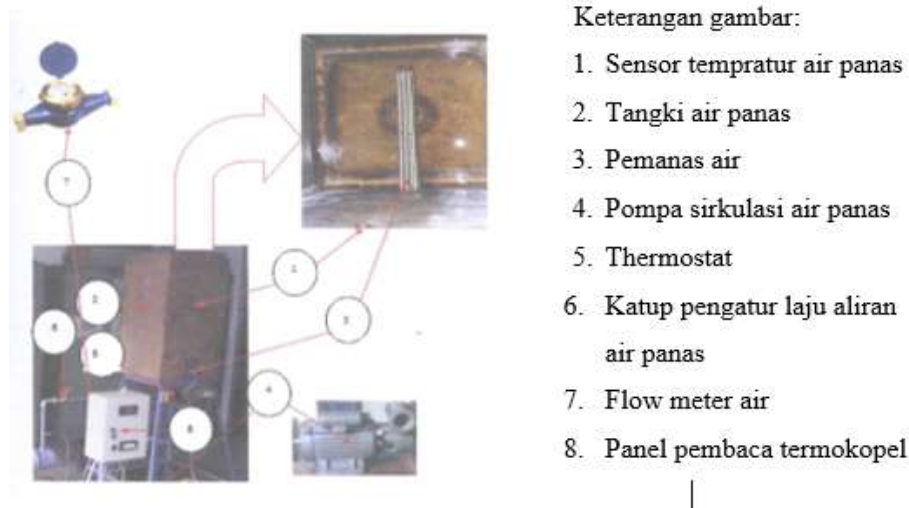 Keterangan gambar:
1. Sensor tempratur air panas
2. Tangki air panas
3. Pemanas air
4. Pompa sirkulasi air panas
5. Thermostat
6. Katup pengatur laju aliran
air panas
7. Flow meter air
8. Panel pembaca termokopel